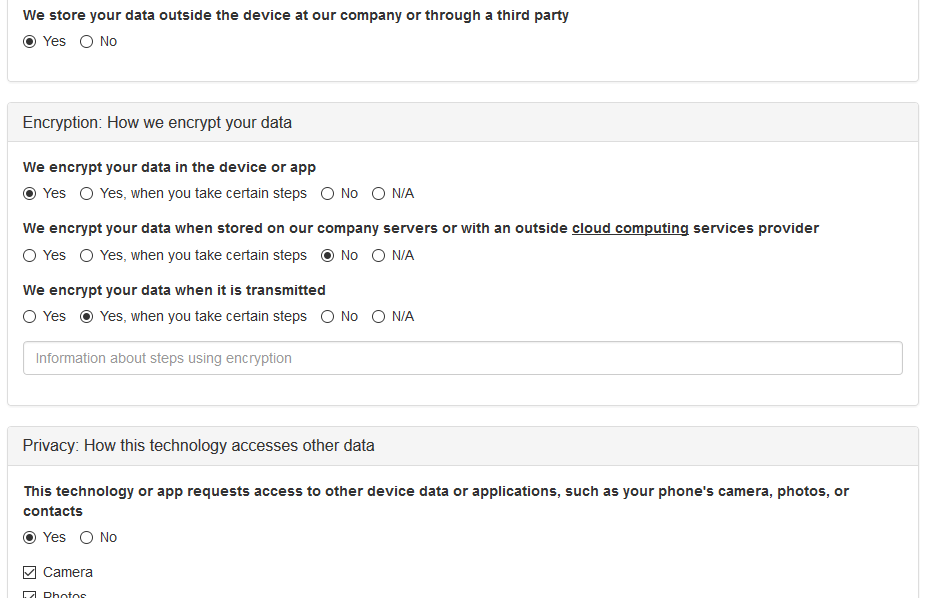 We store your data outside the device at our company or through a third party
Yes No
Encryption: How we encrypt your data
We encrypt your data in the device or app
Yes Yes, when you take certain steps No N/A
We encrypt your data when stored on our company servers or with an outside cloud computing services provider
Yes Yes, when you take certain steps No N/A
We encrypt your data when it is transmitted
Yes Yes, when you take certain steps No N/A
Information about steps using encryption
Privacy: How this technology accesses other data
This technology or app requests access to other device data or applications, such as your phone's camera, photos, or
contacts
Yes No
Camera
Photos